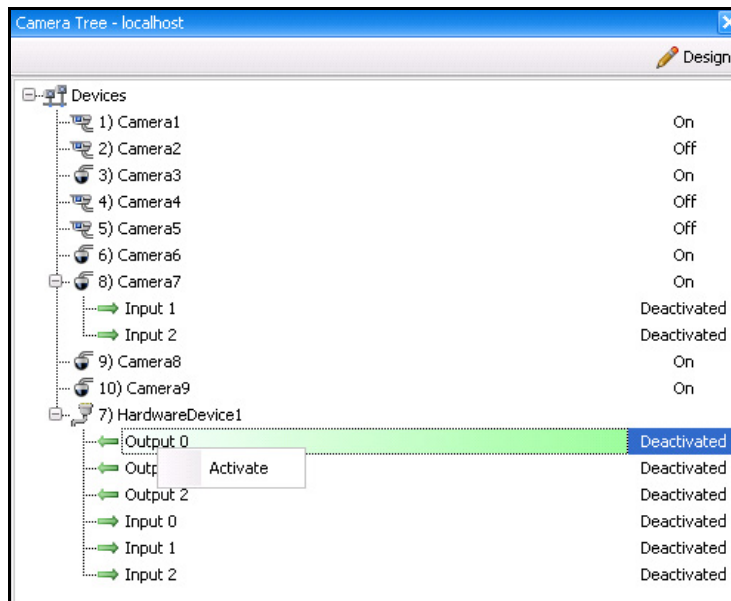 Camera Tree - localhost
Design
Devices
1) Camera1 On
2) Camera2 Off
3) Camera3 On
4) Camera4 Off
5) Camera5 Off
6) Camera6 On
8) Camera7 On
Input 1 Deactivated
Input 2 Deactivated
9) Camera8 On
10) Camera9 On
7) HardwareDevice1
Output 0 Deactivated
Activate
Deactivated
Output 2 Deactivated
Input 0 Deactivated
Input 1 Deactivated
Input 2 Deactivated